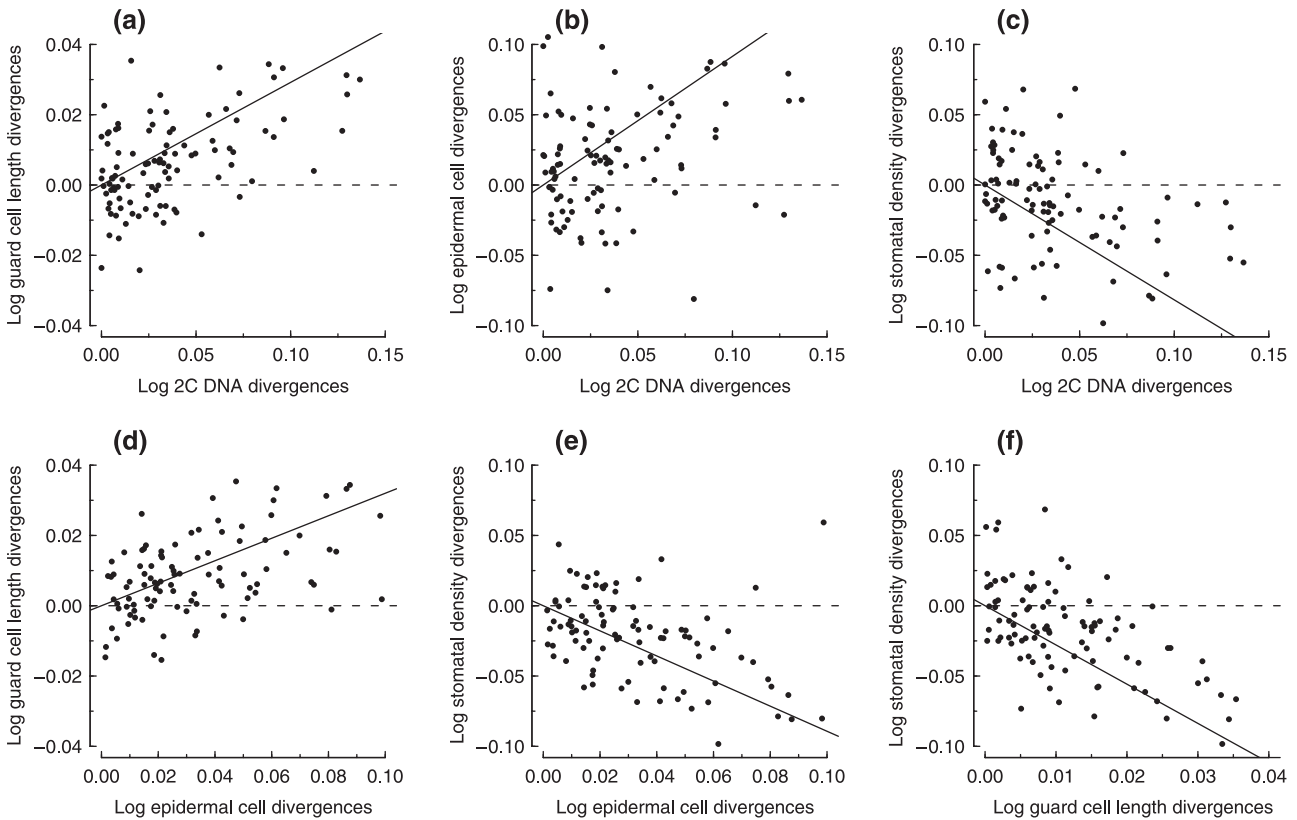 (a)
Log guard cell length divergences
0.04
0.02
0.00
−0.02
−0.04
0.00 0.05 0.10 0.15
Log 2C DNA divergences
(b)
Log epidermal cell divergences
0.10
0.05
0.00
−0.05
−0.10
0.00 0.05 0.10 0.15
Log 2C DNA divergences
(c)
Log stomatal density divergences
0.10
0.05
0.00
−0.05
−0.10
0.00 0.05 0.10 0.15
Log 2C DNA divergences
(d)
Log guard cell length divergences
0.04
0.02
0.00
−0.02
−0.04
0.00 0.02 0.04 0.06 0.08 0.10
Log epidermal cell divergences
(e)
Log stomatal density divergences
0.10
0.05
0.00
−0.05
−0.10
0.00 0.02 0.04 0.06 0.08 0.10
Log epidermal cell divergences
(f)
Log stomatal density divergences
0.10
0.05
0.00
−0.05
−0.10
0.00 0.01 0.02 0.03 0.04
Log guard cell length divergences